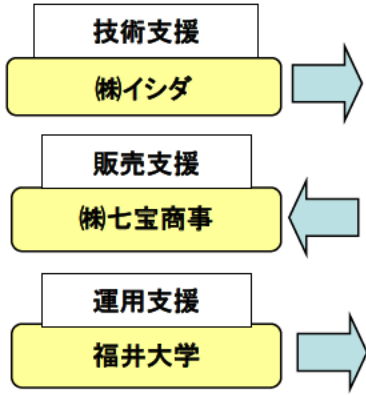 技術支援
㈱イシダ
販売支援
㈱七宝商事
運用支援
福井大学